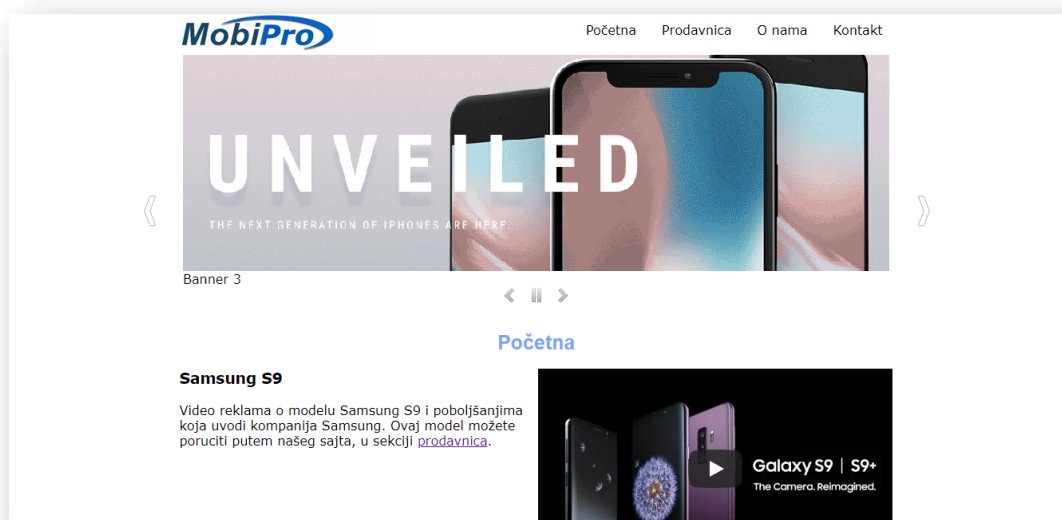 MobiPro
Početna Prodavnica O nama Kontakt
UNVEILED
THE NEXT GENERATION OF IPHONES ARE HERE.
Banner 3
Početna
Samsung S9
Video reklama o modelu Samsung S9 i poboljšanjima
koja uvodi kompanija Samsung. Ovaj model možete
poruciti putem našeg sajta, u sekciji prodavnica.
Galaxy S9 | S9+
The Camera. Reimagined.